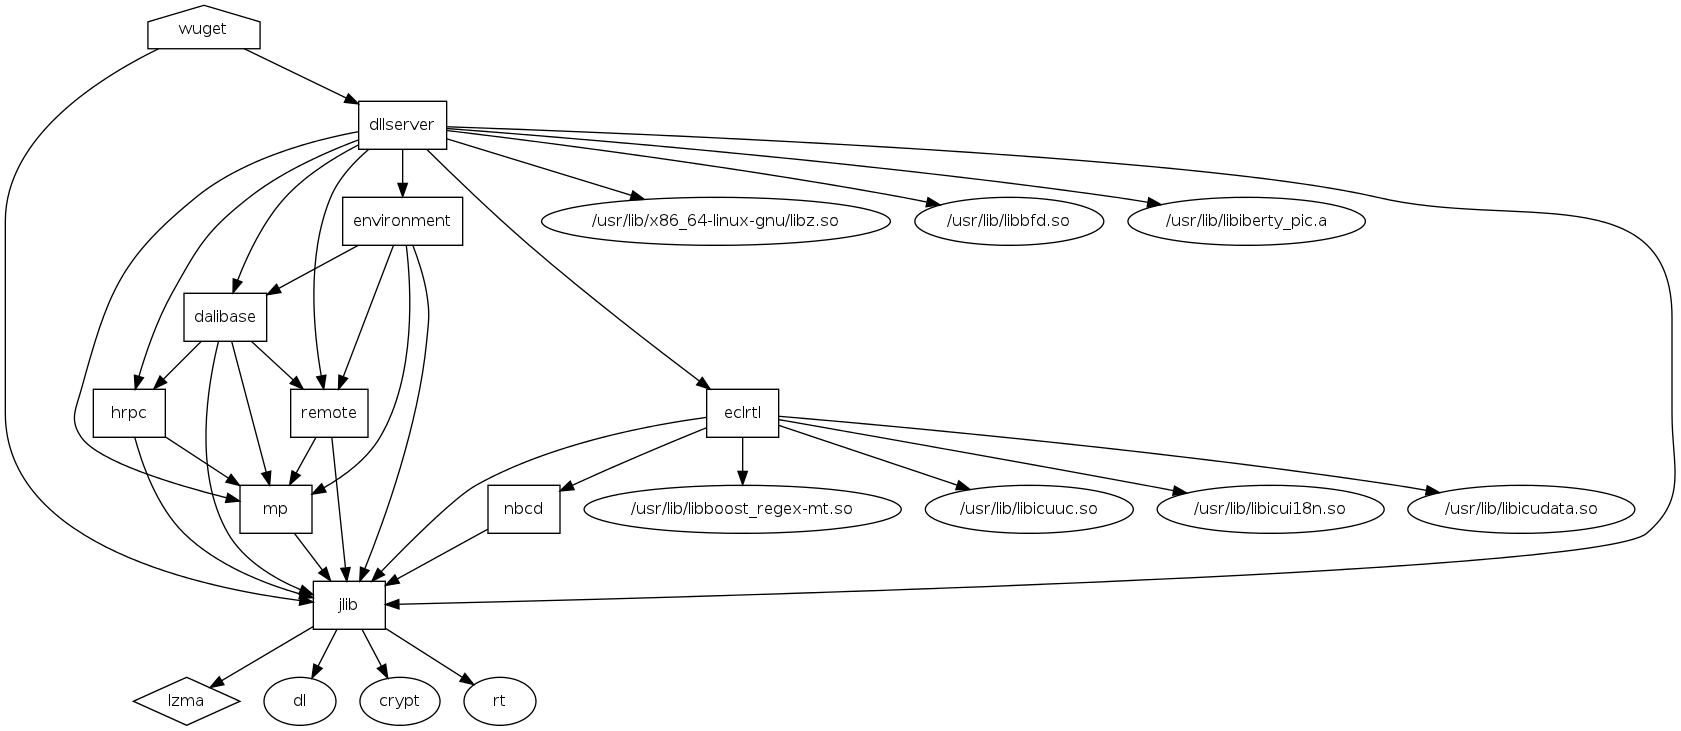 wuget
dllserver
environment
/usr/lib/x86_64-linux-gnu/libz.so
/usr/lib/libbfd.so
/usr/lib/libiberty_pic.a
dalibase
hrpc
remote
eclrtl
mp
nbcd
/usr/lib/libboost_regex-mt.so
/usr/lib/libicuuc.so
/usr/lib/libicui18n.so
/usr/lib/libicudata.so
jlib
lzma
dl
crypt
rt